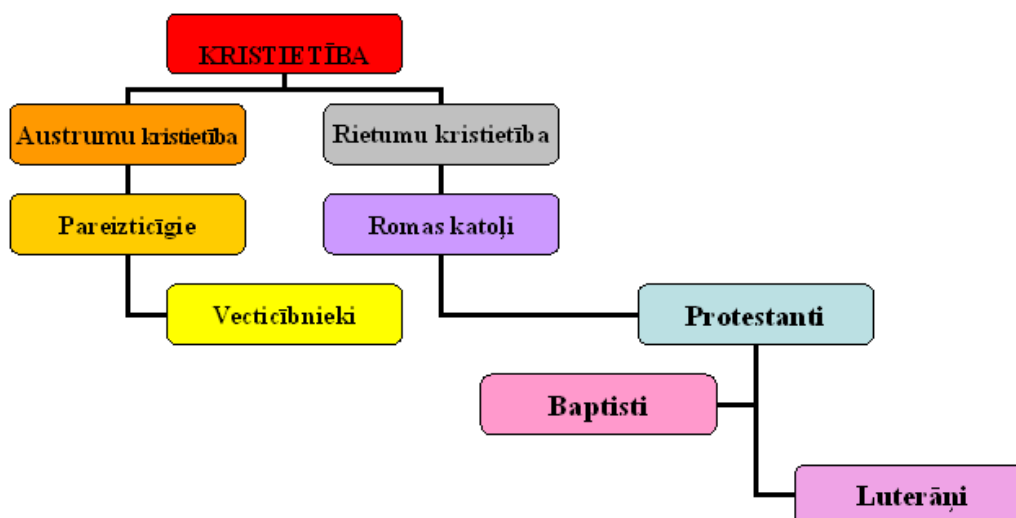 KRISTIETĪBA
Austrumu kristietība
Rietumu kristietība
Pareizticīgie
Romas katoļi
Vecticībnieki
Protestanti
Baptisti
Luterāņi